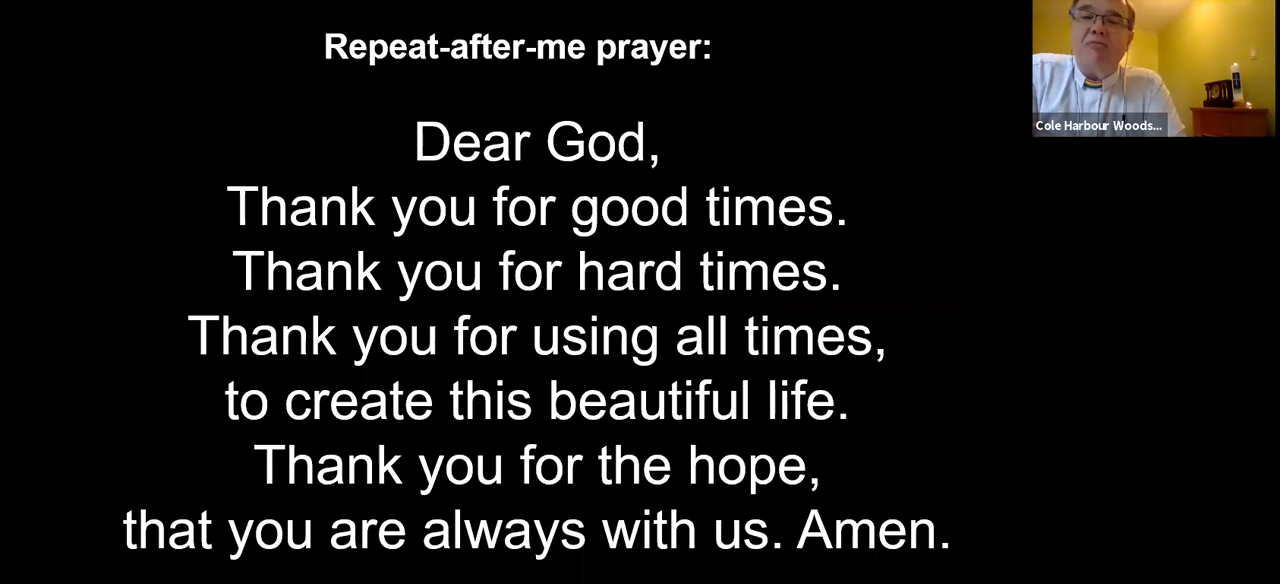 Repeat-after-me prayer:
Dear God,
Thank you for good times.
Thank you for hard times.
Thank you for using all times,
to create this beautiful life.
Thank you for the hope,
that you are always with us. Amen.
Cole Harbour Woods...